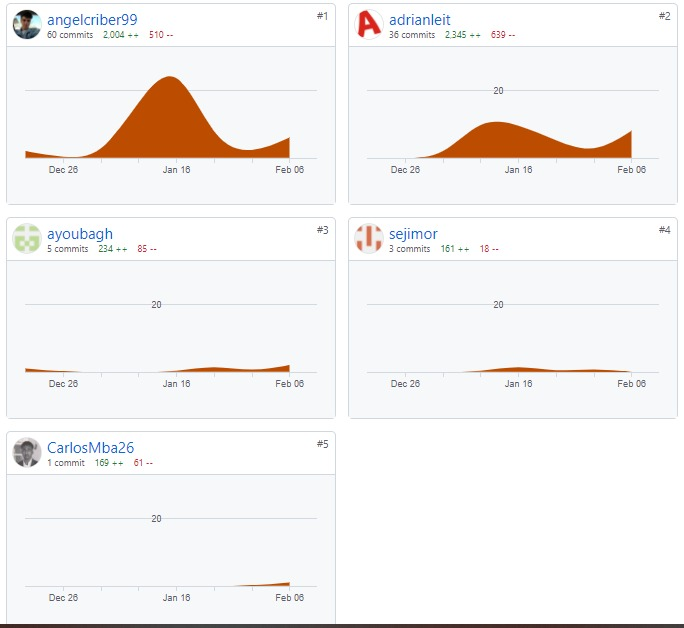 angelcriber99
#1
60 commits 2,004 ++ 510 --
Dec 26 Jan 16 Feb 06
adrianleit
#2
36 commits 2,345 ++ 639 --
20
Dec 26 Jan 16 Feb 06
ayoubagh
#3
5 commits 234 ++ 85 --
20
Dec 26 Jan 16 Feb 06
sejimor
#4
3 commits 161 ++ 18 --
20
Dec 26 Jan 16 Feb 06
CarlosMba26
#5
1 commit 169 ++ 61 --
20
Dec 26 Jan 16 Feb 06